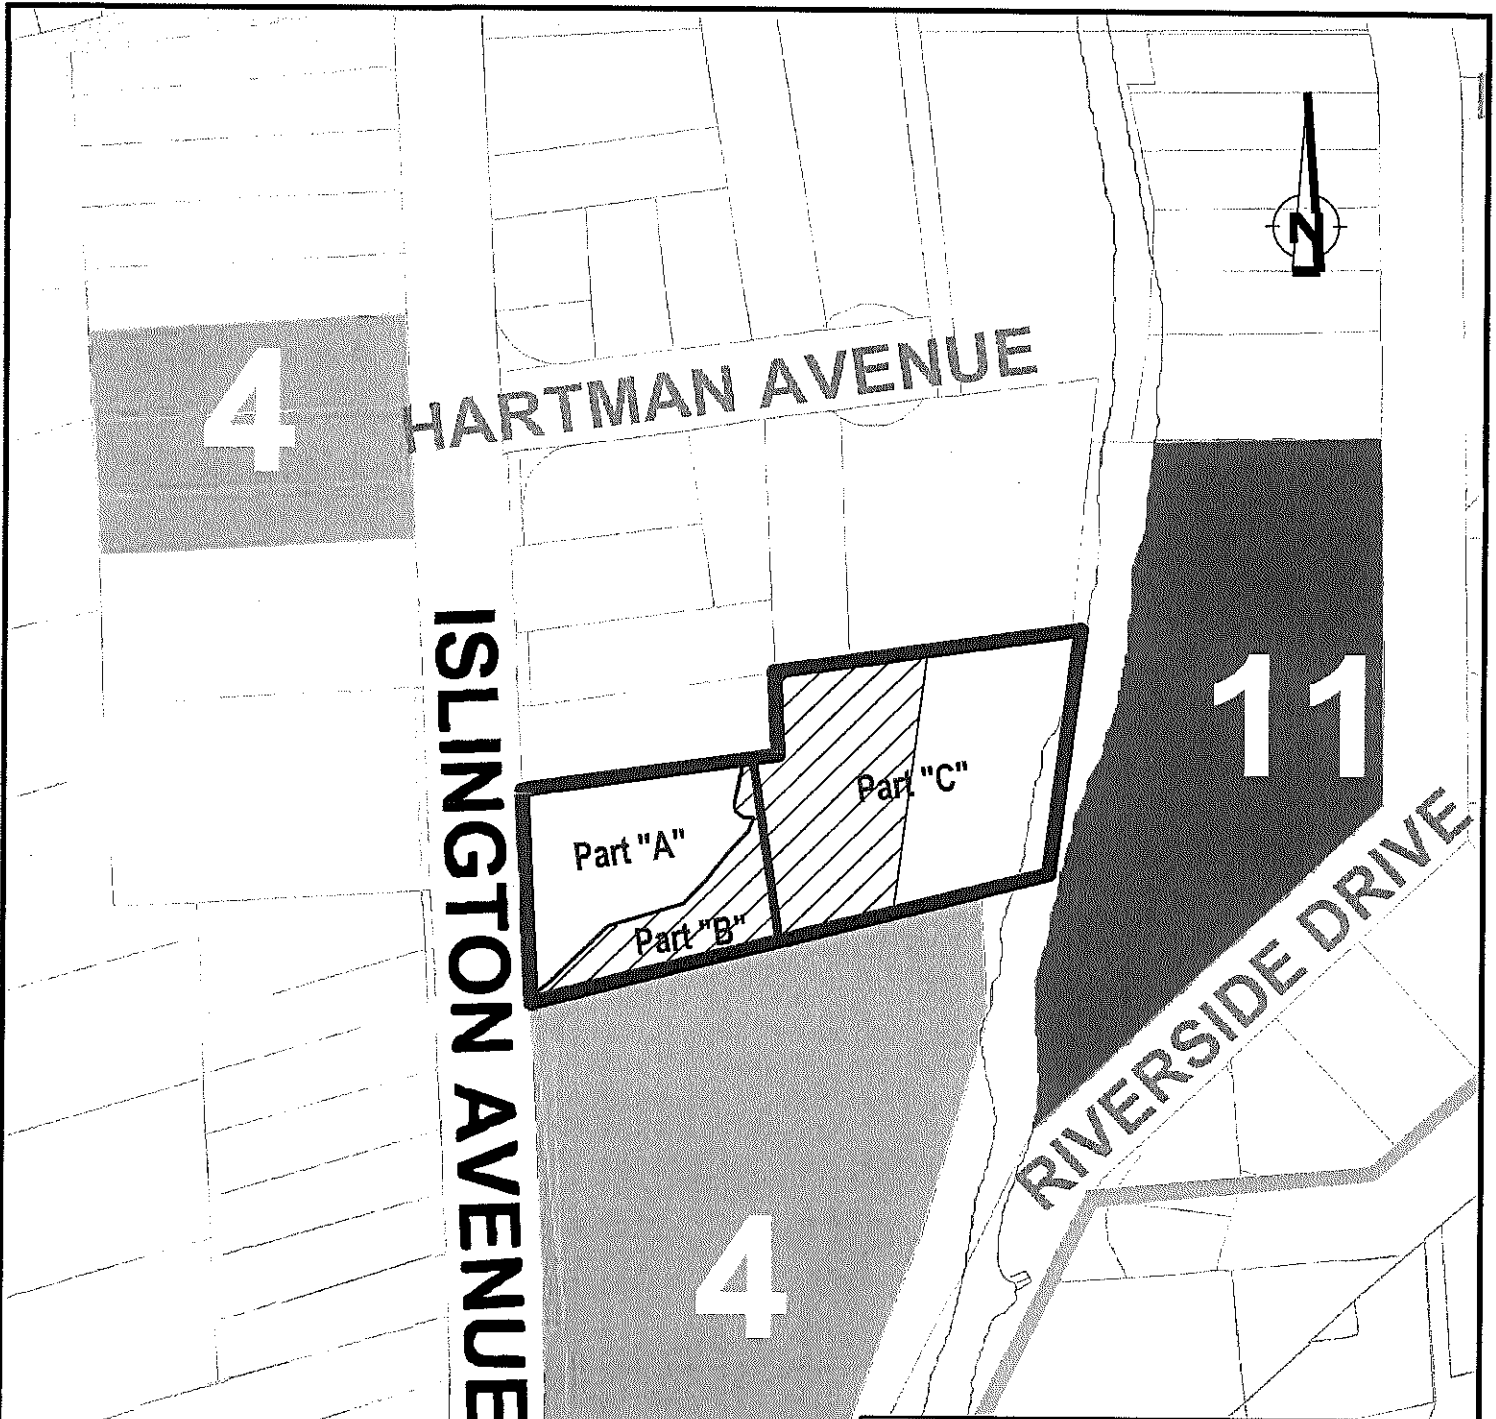 N
4
HARTMAN AVENUE
ISLINGTON AVENUE
11
Part "C"
Part "A"
Part "B"
RIVERSIDE DRIVE
4